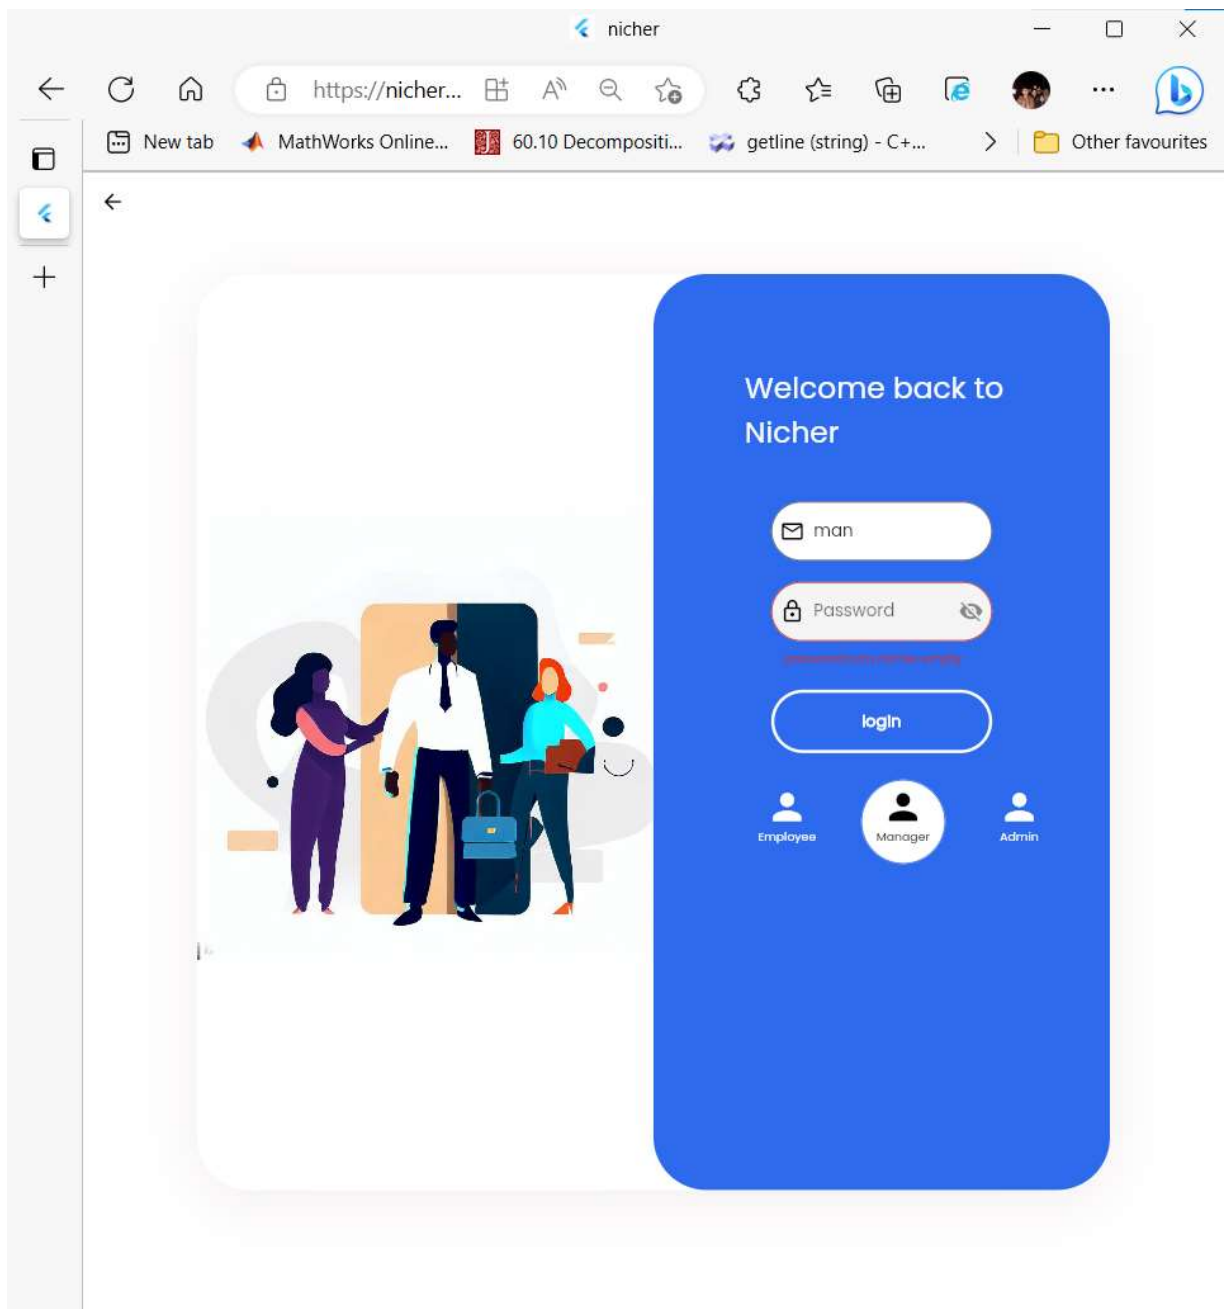 nicher
https://nicher...
New tab
MathWorks Online...
60.10 Decompositi...
getline (string) - C+...
Other favourites
Welcome back to
Nicher
man
Password
login
Employee
Manager
Admin